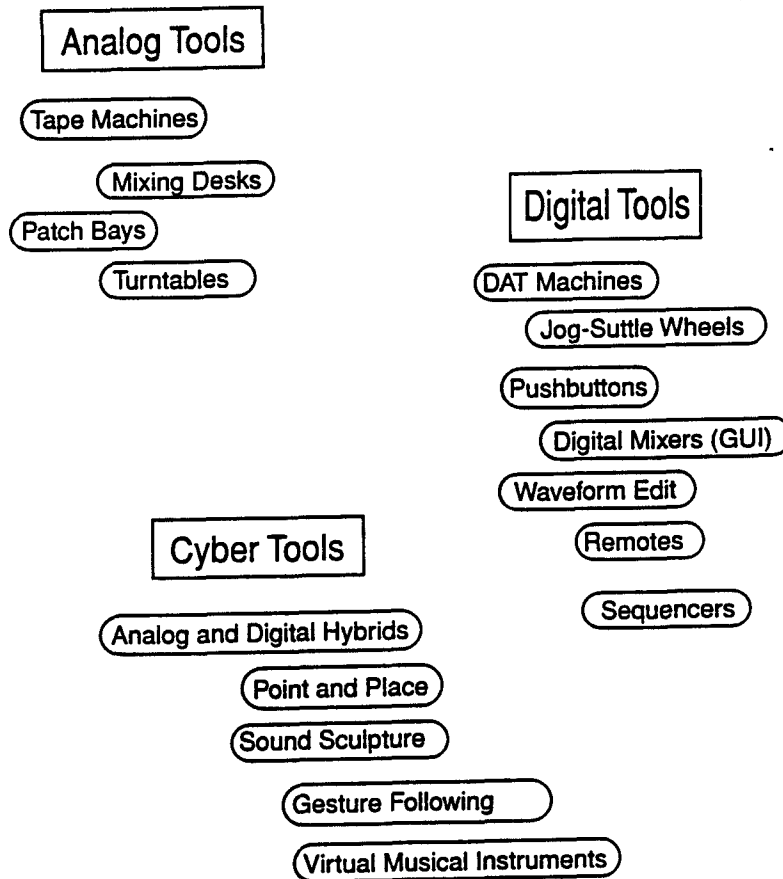 Analog Tools
Tape Machines
Mixing Desks
Patch Bays
Turntables
Digital Tools
DAT Machines
Jog-Suttle Wheels
Pushbuttons
Digital Mixers (GUI)
Waveform Edit
Remotes
Sequencers
Cyber Tools
Analog and Digital Hybrids
Point and Place
Sound Sculpture
Gesture Following
Virtual Musical Instruments